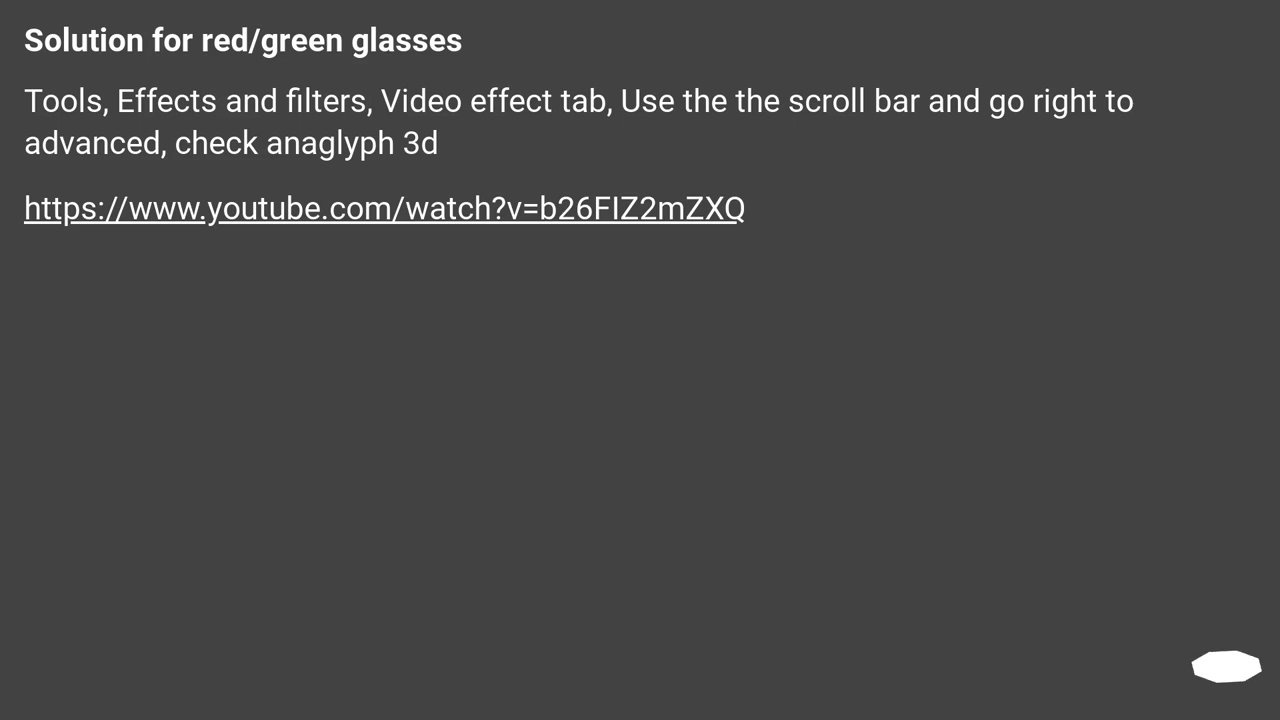 Solution for red/green glasses
Tools, Effects and filters, Video effect tab, Use the the scroll bar and go right to
advanced, check anaglyph 3d
https://www.youtube.com/watch?v=b26FIZ2mZXQ